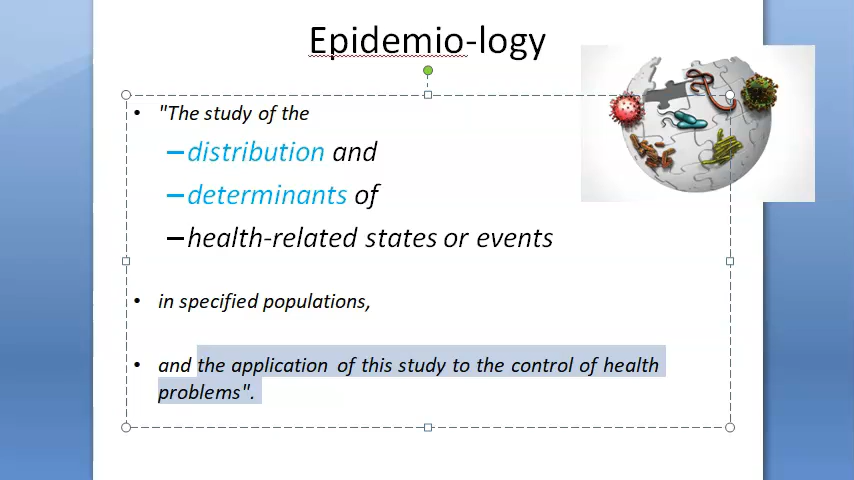 Epidemio-logy
• "The study of the
–distribution and
–determinants of
–health-related states or events
• in specified populations,
• and the application of this study to the control of health
problems".